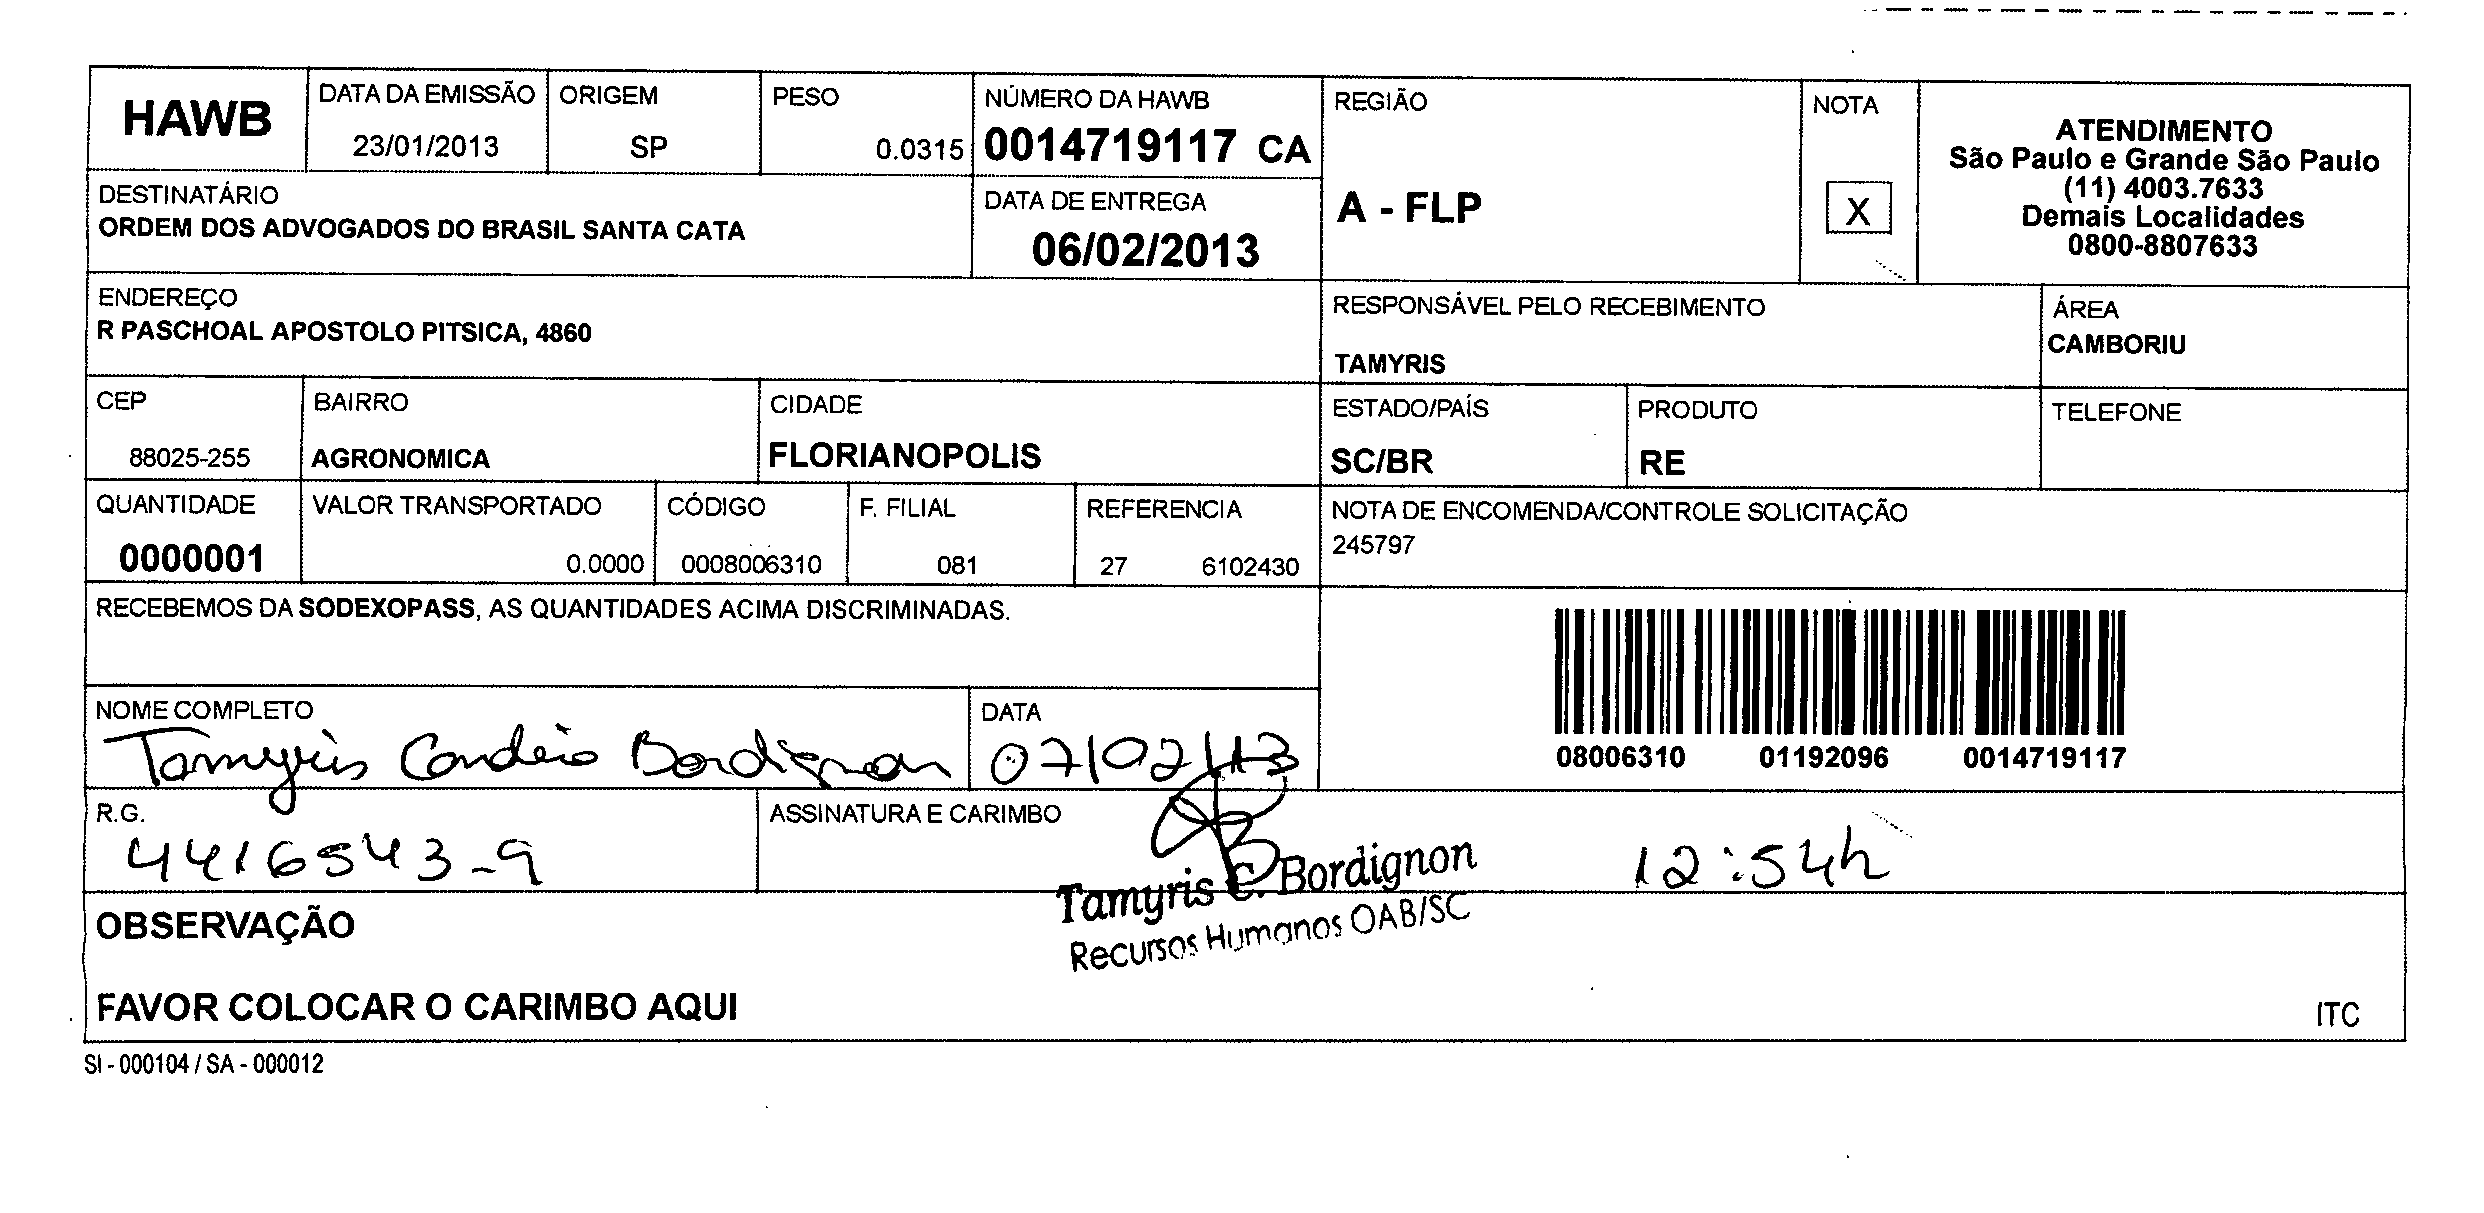 HAWB
DATA DA EMISSÃO
23/01/2013
ORIGEM
SP
PESO
0.0315
NÚMERO DA HAWB
0014719117 CA
REGIÃO
A - FLP
NOTA
X
ATENDIMENTO
São Paulo e Grande São Paulo
(11) 4003.7633
Demais Localidades
0800-8807633
DESTINATÁRIO
ORDEM DOS ADVOGADOS DO BRASIL SANTA CATA
DATA DE ENTREGA
06/02/2013
ENDEREÇO
R PASCHOAL APOSTOLO PITSICA, 4860
RESPONSÁVEL PELO RECEBIMENTO
TAMYRIS
ÁREA
CAMBORIU
CEP
88025-255
BAIRRO
AGRONOMICA
CIDADE
FLORIANOPOLIS
ESTADO/PAÍS
SC/BR
PRODUTO
RE
TELEFONE
QUANTIDADE
0000001
VALOR TRANSPORTADO
0.0000
CÓDIGO
0008006310
F. FILIAL
081
REFERENCIA
27 6102430
NOTA DE ENCOMENDA/CONTROLE SOLICITAÇÃO
245797
RECEBEMOS DA SODEXOPASS, AS QUANTIDADES ACIMA DISCRIMINADAS.
08006310 01192096 0014719117
NOME COMPLETO
Tamyris Condeio Bordignon
DATA
07/02/13
R.G.
4416543-9
ASSINATURA E CARIMBO
Tamyris C. Bordignon
Recursos Humanos OAB/SC
12:54h
OBSERVAÇÃO
FAVOR COLOCAR O CARIMBO AQUI
ITC
SI - 000104 / SA - 000012